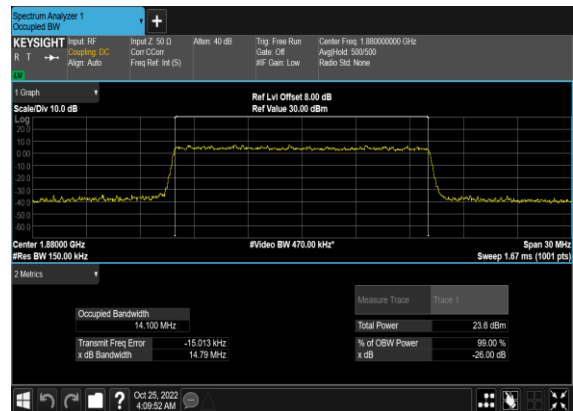 Spectrum Analyzer 1
Occupied BW
+
KEYSIGHT Input: RF Input Z: 50 Ω Atten: 40 dB Trig: Free Run Center Freq: 1.880000000 GHz
R T Coupling: DC Corr CCorr Gate: Off Avg|Hold: 500/500
Align: Auto Freq Ref: Int (S) #IF Gain: Low Radio Std: None
LXI
1 Graph
Ref Lvl Offset 8.00 dB
Scale/Div 10.0 dB Ref Value 30.00 dBm
Log
20.0
10.0
0.00
-10.0
-20.0
-30.0
-40.0
-50.0
-60.0
Center 1.88000 GHz #Video BW 470.00 kHz* Span 30 MHz
#Res BW 150.00 kHz Sweep 1.67 ms (1001 pts)
2 Metrics
Measure Trace Trace 1
Occupied Bandwidth
14.100 MHz Total Power 23.6 dBm
Transmit Freq Error -15.013 kHz % of OBW Power 99.00 %
x dB Bandwidth 14.79 MHz x dB -26.00 dB
? Oct 25, 2022
4:09:52 AM